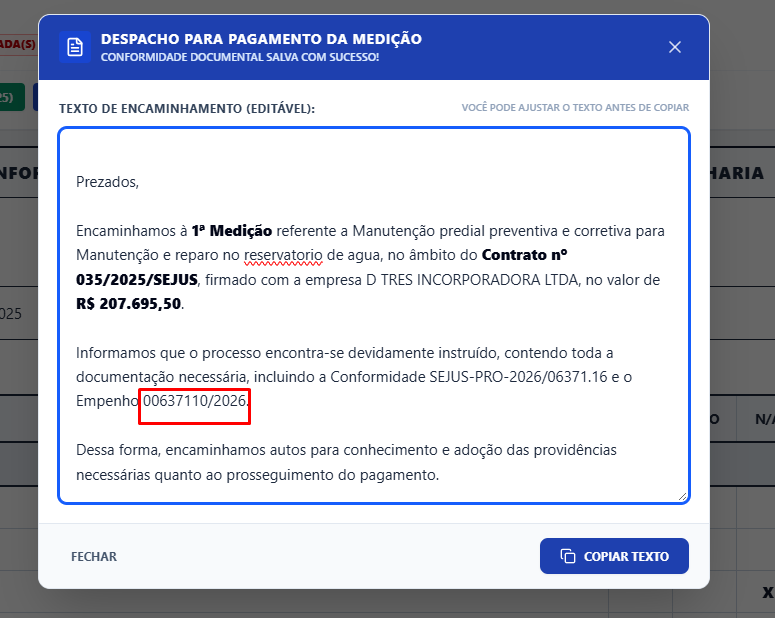 ADA(S)
DESPACHO PARA PAGAMENTO DA MEDIÇÃO
CONFORMIDADE DOCUMENTAL SALVA COM SUCESSO!
25)
TEXTO DE ENCAMINHAMENTO (EDITÁVEL):
VOCÊ PODE AJUSTAR O TEXTO ANTES DE COPIAR
NFOR
HARIA
Prezados,
Encaminhamos à 1ª Medição referente a Manutenção predial preventiva e corretiva para
Manutenção e reparo no reservatorio de agua, no âmbito do Contrato nº
035/2025/SEJUS, firmado com a empresa D TRES INCORPORADORA LTDA, no valor de
R$ 207.695,50.
025
Informamos que o processo encontra-se devidamente instruído, contendo toda a
documentação necessária, incluindo a Conformidade SEJUS-PRO-2026/06371.16 e o
Empenho 00637110/2026.
O
N/A
Dessa forma, encaminhamos autos para conhecimento e adoção das providências
necessárias quanto ao prosseguimento do pagamento.
FECHAR
COPIAR TEXTO
X